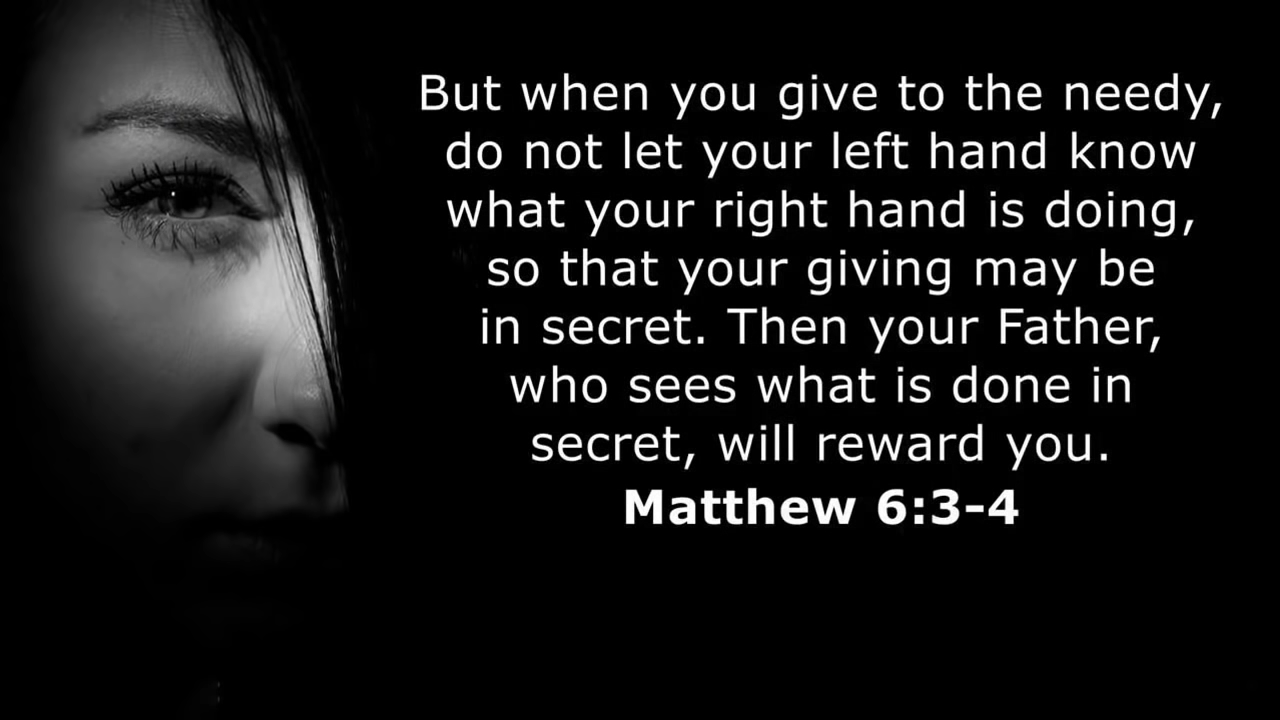 But when you give to the needy,
do not let your left hand know
what your right hand is doing,
so that your giving may be
in secret. Then your Father,
who sees what is done in
secret, will reward you.
Matthew 6:3-4